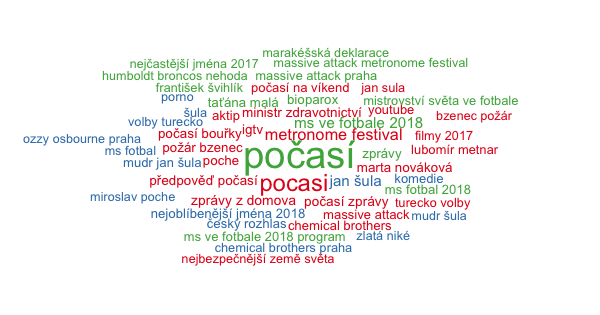 marakéšská deklarace
nejčastější jména 2017
massive attack metronome festival
humboldt broncos nehoda
massive attack praha
františek švihlík
počasí na víkend
jan sula
porno
taťána malá
bioparox
mistrovství světa ve fotbale
šula
aktip
ministr zdravotnictví
youtube
bzenec požár
volby turecko
igtv
ms ve fotbale 2018
ozzy osbourne praha
počasí bouřky
metronome festival
filmy 2017
ms fotbal
požár bzenec
počasí
zprávy
lubomír metnar
mudr jan šula
poche
marta nováková
předpověď počasí
pocasi
jan šula
komedie
ms fotbal 2018
miroslav poche
zprávy z domova
počasí zprávy
turecko volby
nejoblíbenější jména 2018
massive attack
mudr šula
český rozhlas
chemical brothers
ms ve fotbale 2018 program
zlatá niké
chemical brothers praha
nejbezpečnější země světa